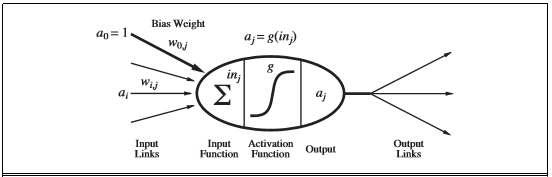 Bias Weight
a0 = 1
w0,j
aj = g(inj)
wi,j
ai
inj
Σ
g
aj
Input Links
Input Function
Activation Function
Output
Output Links